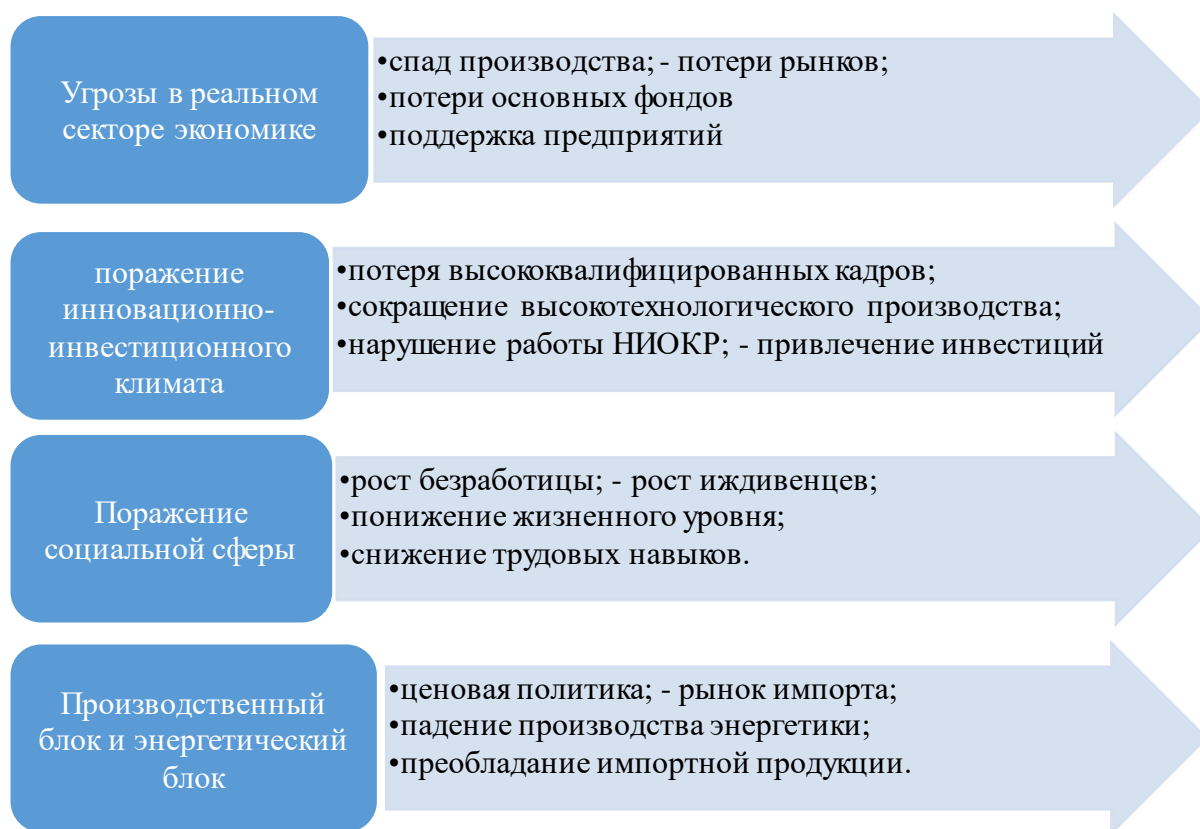 Угрозы в реальном
секторе экономике
•спад производства; - потери рынков;
•потери основных фондов
•поддержка предприятий
поражение
инновационно-
инвестиционного
климата
•потеря высококвалифицированных кадров;
•сокращение высокотехнологического производства;
•нарушение работы НИОКР; - привлечение инвестиций
Поражение
социальной сферы
•рост безработицы; - рост иждивенцев;
•понижение жизненного уровня;
•снижение трудовых навыков.
Производственный
блок и энергетический
блок
•ценовая политика; - рынок импорта;
•падение производства энергетики;
•преобладание импортной продукции.